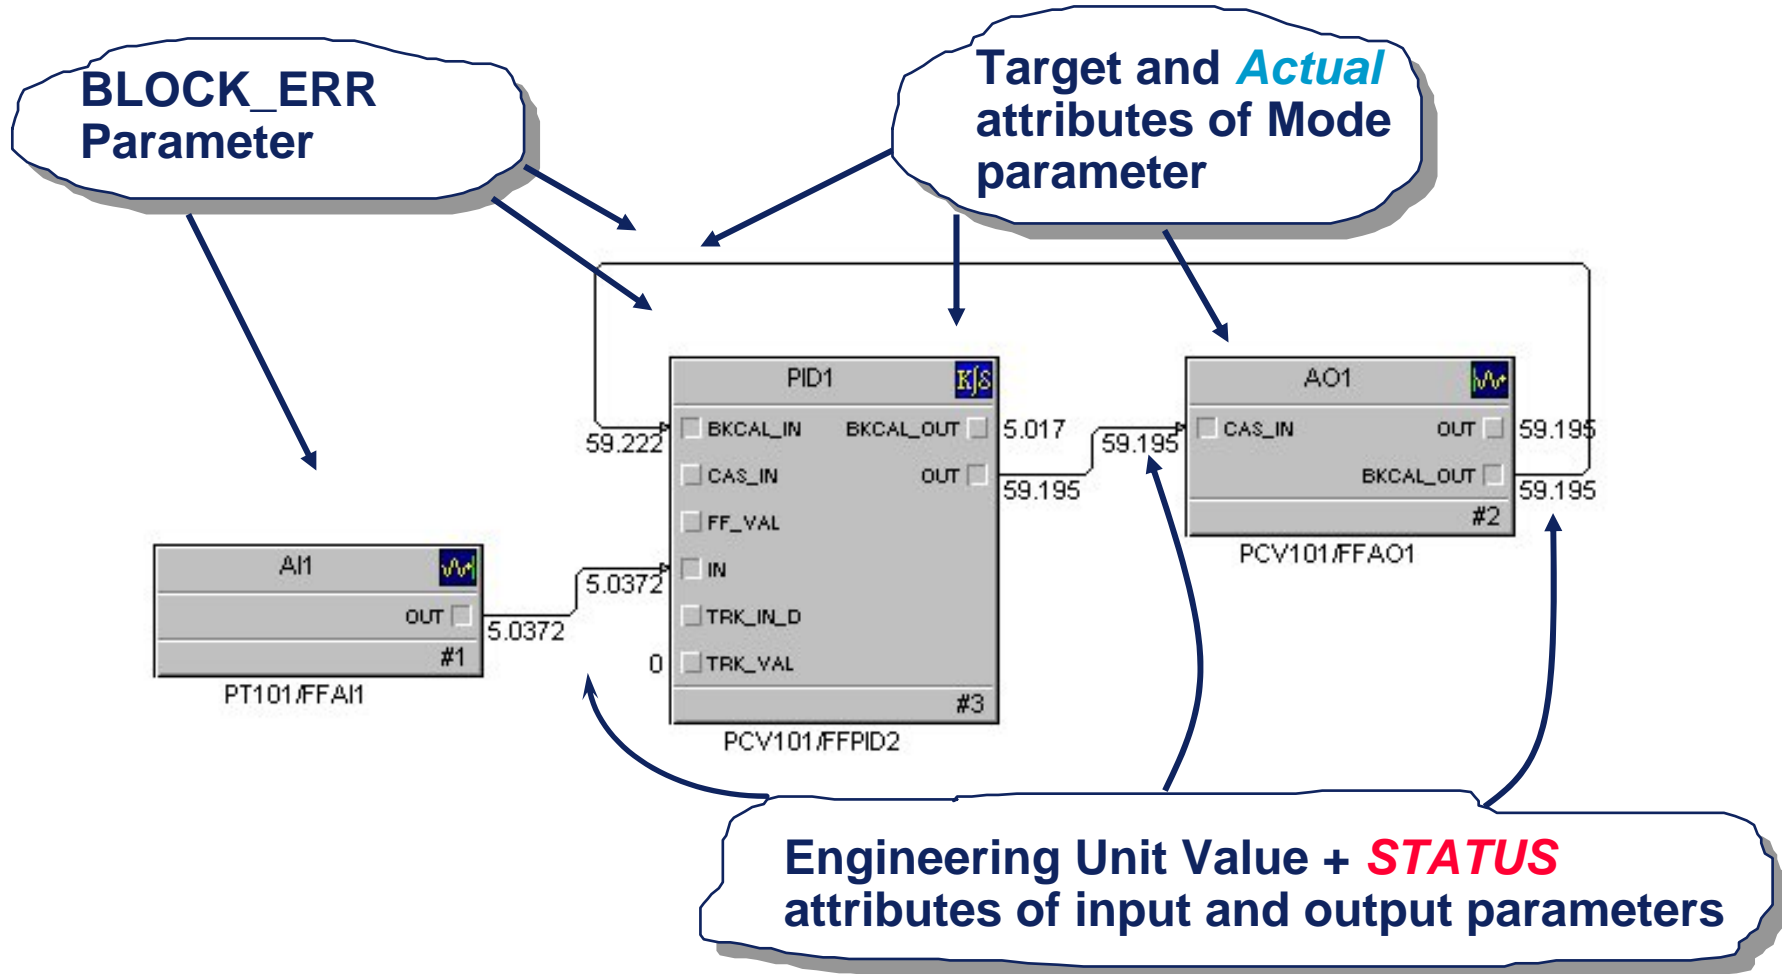 BLOCK_ERR
Parameter
Target and Actual
attributes of Mode
parameter
PID1
K∫δ
BKCAL_IN
BKCAL_OUT
59.222
5.017
CAS_IN
OUT
59.195
FF_VAL
IN
5.0372
TRK_IN_D
0
TRK_VAL
#3
PCV101/FFPID2
AO1
59.195
CAS_IN
OUT
59.195
BKCAL_OUT
59.195
#2
PCV101/FFAO1
AI1
OUT
5.0372
#1
PT101/FFAI1
Engineering Unit Value + STATUS
attributes of input and output parameters